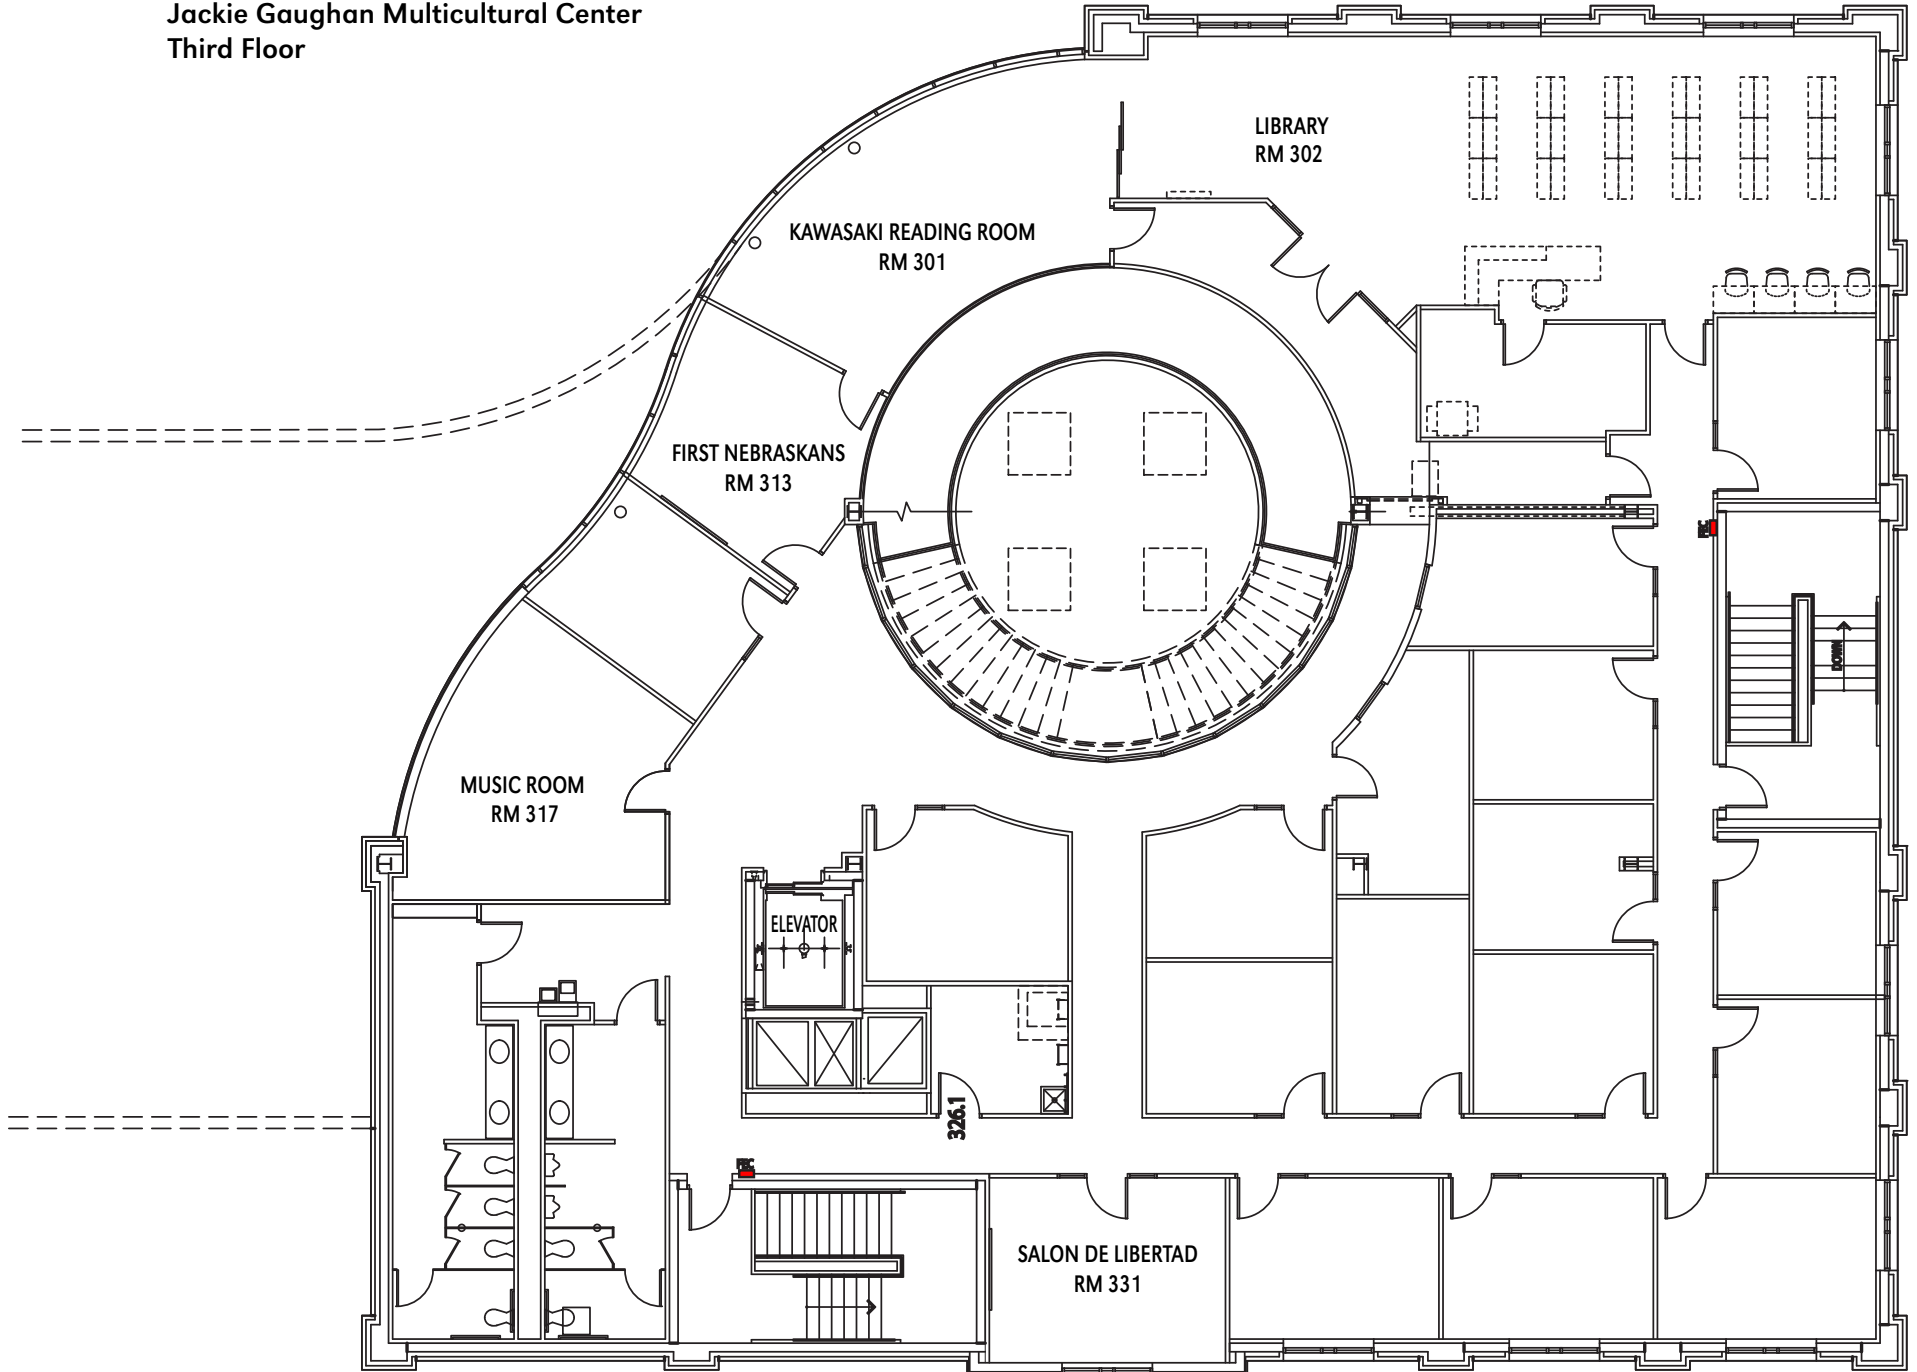 Jackie Gaughan Multicultural Center
Third Floor
LIBRARY
RM 302
KAWASAKI READING ROOM
RM 301
FIRST NEBRASKANS
RM 313
DOWN
MUSIC ROOM
RM 317
ELEVATOR
326.1
SALON DE LIBERTAD
RM 331